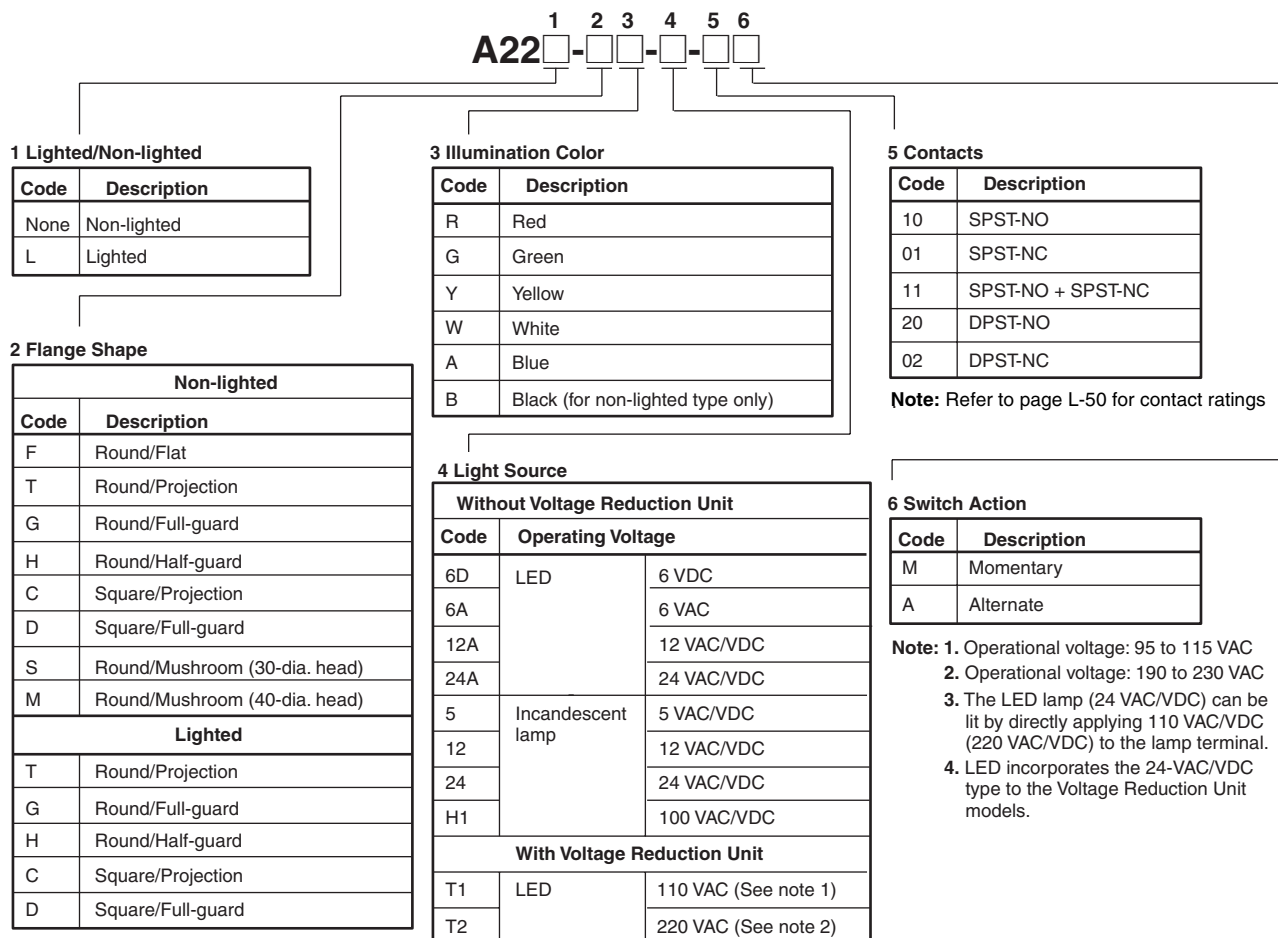 1 2 3 4 5 6
A22□-□□-□-□□
1 Lighted/Non-lighted
Code Description
None Non-lighted
L Lighted
2 Flange Shape
Non-lighted
Code Description
F Round/Flat
T Round/Projection
G Round/Full-guard
H Round/Half-guard
C Square/Projection
D Square/Full-guard
S Round/Mushroom (30-dia. head)
M Round/Mushroom (40-dia. head)
Lighted
T Round/Projection
G Round/Full-guard
H Round/Half-guard
C Square/Projection
D Square/Full-guard
3 Illumination Color
Code Description
R Red
G Green
Y Yellow
W White
A Blue
B Black (for non-lighted type only)
4 Light Source
Without Voltage Reduction Unit
Code Operating Voltage
6D LED 6 VDC
6A 6 VAC
12A 12 VAC/VDC
24A 24 VAC/VDC
5 Incandescent lamp 5 VAC/VDC
12 12 VAC/VDC
24 24 VAC/VDC
H1 100 VAC/VDC
With Voltage Reduction Unit
T1 LED 110 VAC (See note 1)
T2 220 VAC (See note 2)
5 Contacts
Code Description
10 SPST-NO
01 SPST-NC
11 SPST-NO + SPST-NC
20 DPST-NO
02 DPST-NC
Note: Refer to page L-50 for contact ratings
6 Switch Action
Code Description
M Momentary
A Alternate
Note: 1. Operational voltage: 95 to 115 VAC
2. Operational voltage: 190 to 230 VAC
3. The LED lamp (24 VAC/VDC) can be
lit by directly applying 110 VAC/VDC
(220 VAC/VDC) to the lamp terminal.
4. LED incorporates the 24-VAC/VDC
type to the Voltage Reduction Unit
models.